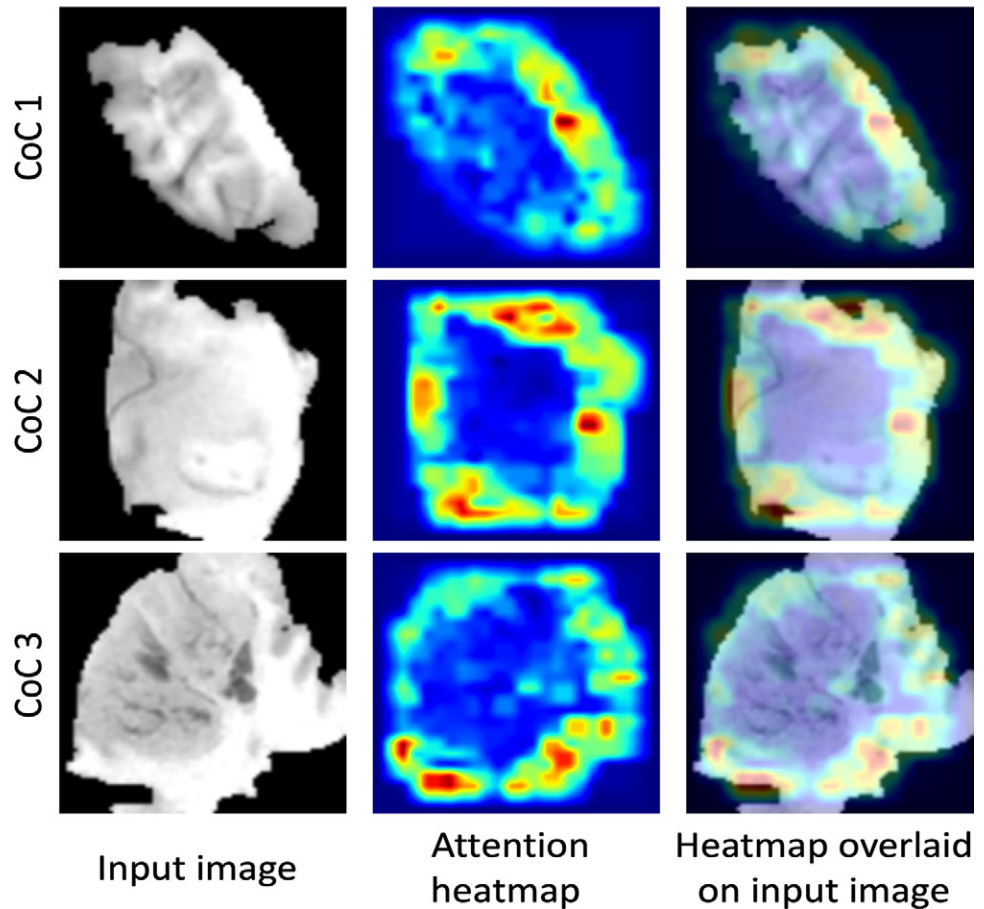 CoC 1
CoC 2
CoC 3
Input image
Attention
heatmap
Heatmap overlaid
on input image